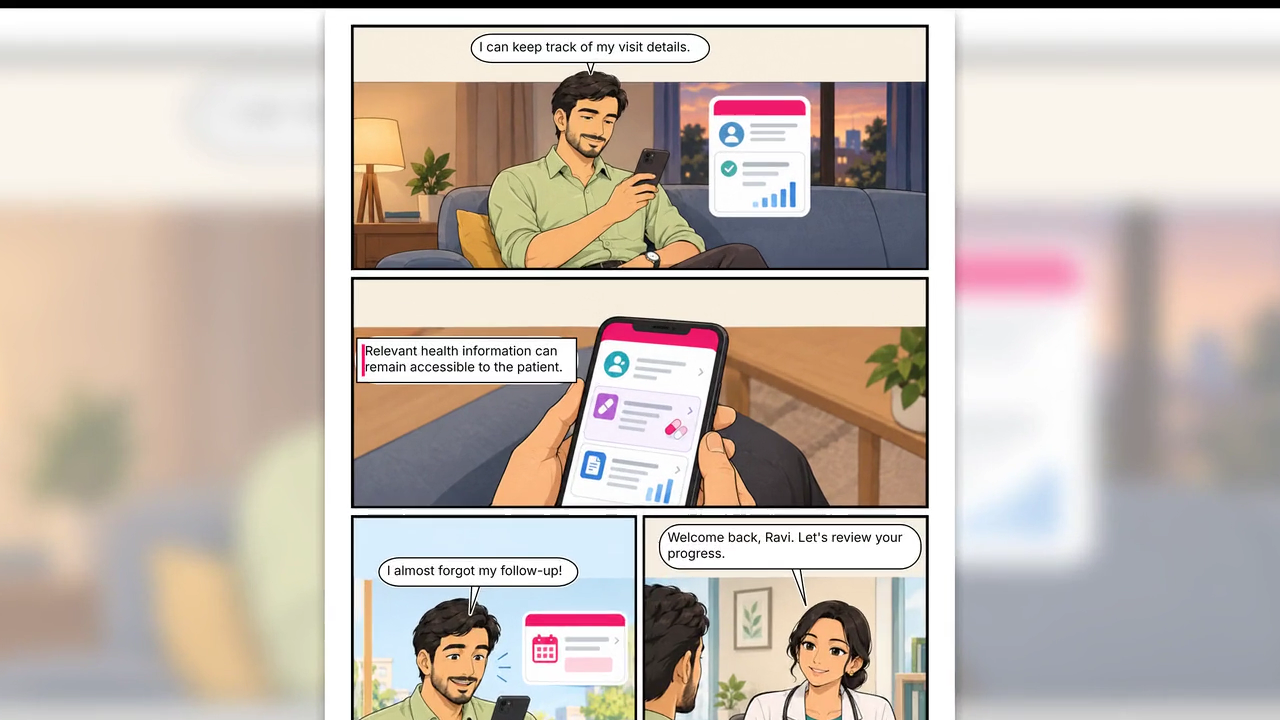 I can keep track of my visit details.
Relevant health information can
remain accessible to the patient.
I almost forgot my follow-up!
Welcome back, Ravi. Let's review your
progress.